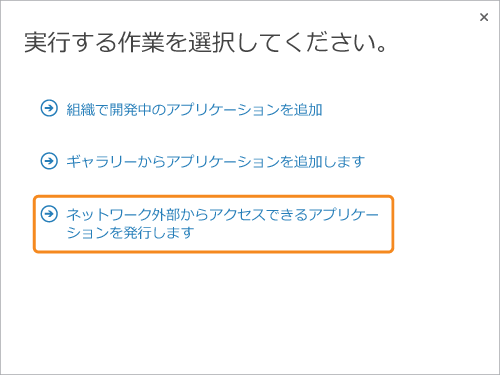 実行する作業を選択してください。
組織で開発中のアプリケーションを追加
ギャラリーからアプリケーションを追加します
ネットワーク外部からアクセスできるアプリケー
ションを発行します